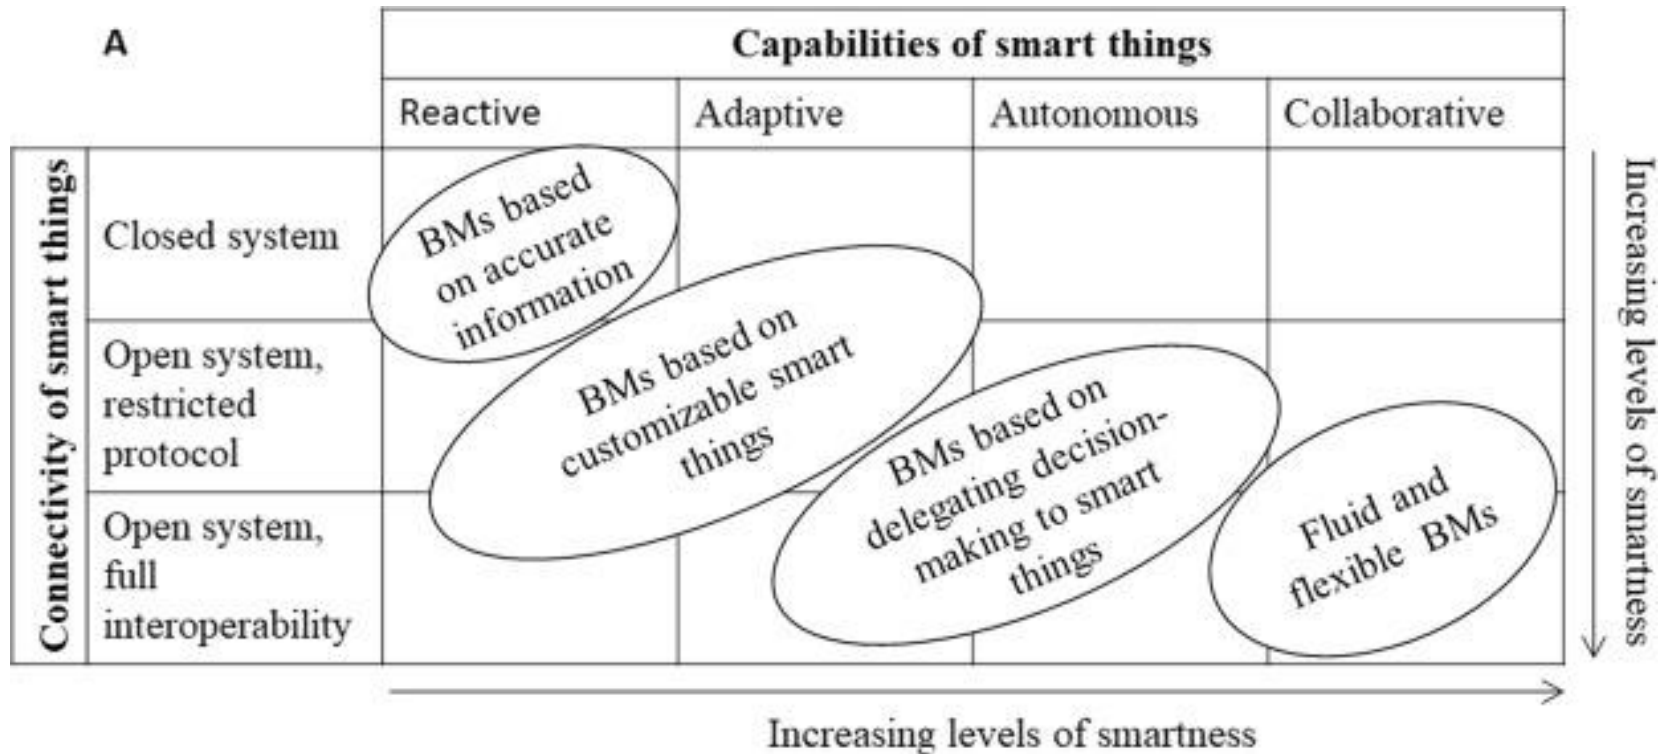 A
Capabilities of smart things
Reactive
Adaptive
Autonomous
Collaborative
Connectivity of smart things
Closed system
Open system,
restricted
protocol
Open system,
full
interoperability
BMs based
on accurate
information
BMs based on
customizable smart
things
BMs based on
delegating decision-
making to smart
things
Fluid and
flexible BMs
Increasing levels of smartness
Increasing levels of smartness